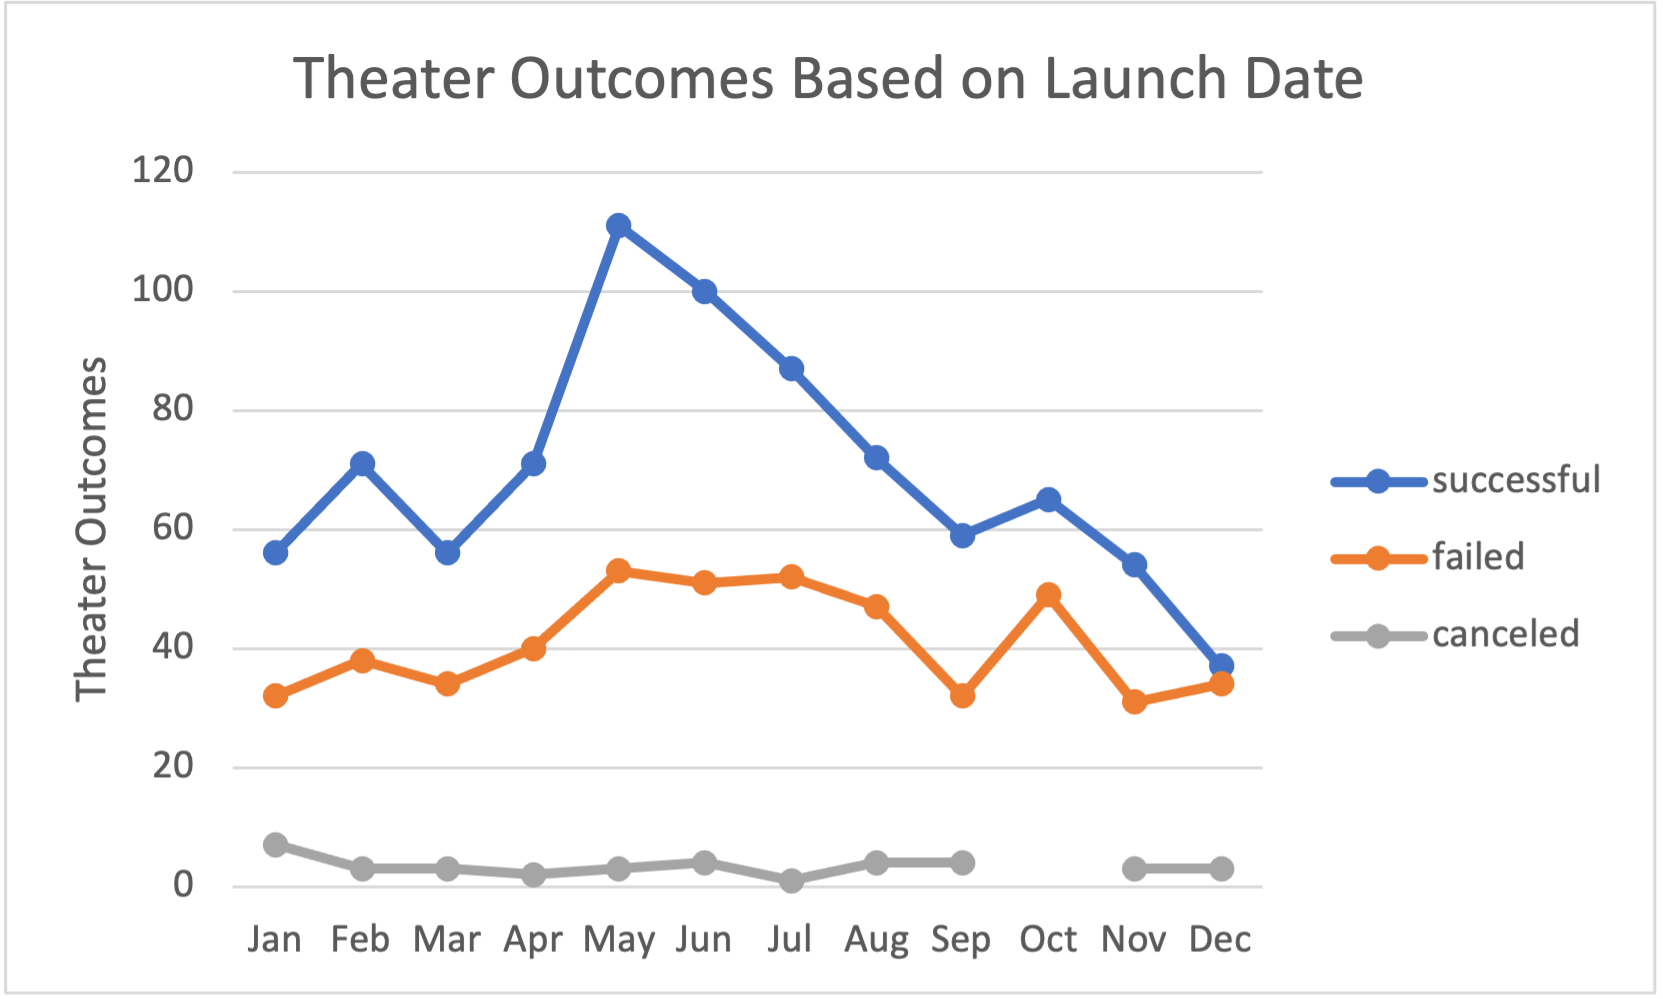 Theater Outcomes Based on Launch Date
120
100
80
60
40
20
0
Theater Outcomes
Jan Feb Mar Apr May Jun Jul Aug Sep Oct Nov Dec
successful
failed
canceled